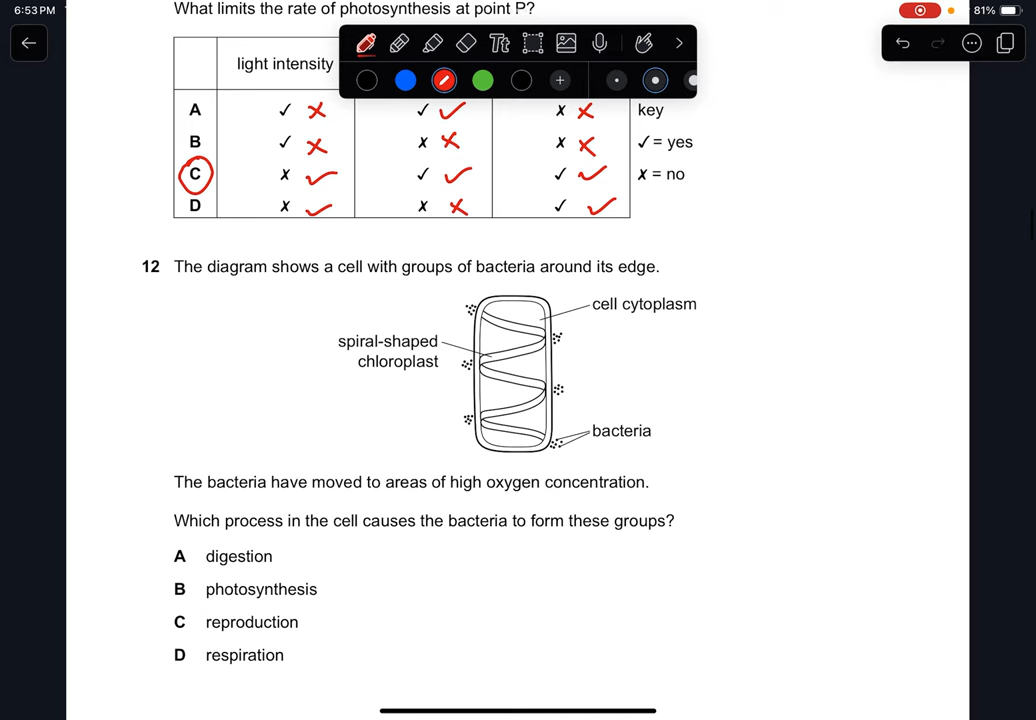 6:53 PM
81%
What limits the rate of photosynthesis at point P?
Tt
light intensity
A ✓ ✗ ✓ ✓ ✗ ✗ key
B ✓ ✗ ✗ ✗ ✗ ✗ ✓ = yes
C ✗ ✓ ✓ ✓ ✓ ✓ ✗ = no
D ✗ ✓ ✗ ✗ ✓ ✓
12 The diagram shows a cell with groups of bacteria around its edge.
cell cytoplasm
spiral-shaped
chloroplast
bacteria
The bacteria have moved to areas of high oxygen concentration.
Which process in the cell causes the bacteria to form these groups?
A digestion
B photosynthesis
C reproduction
D respiration